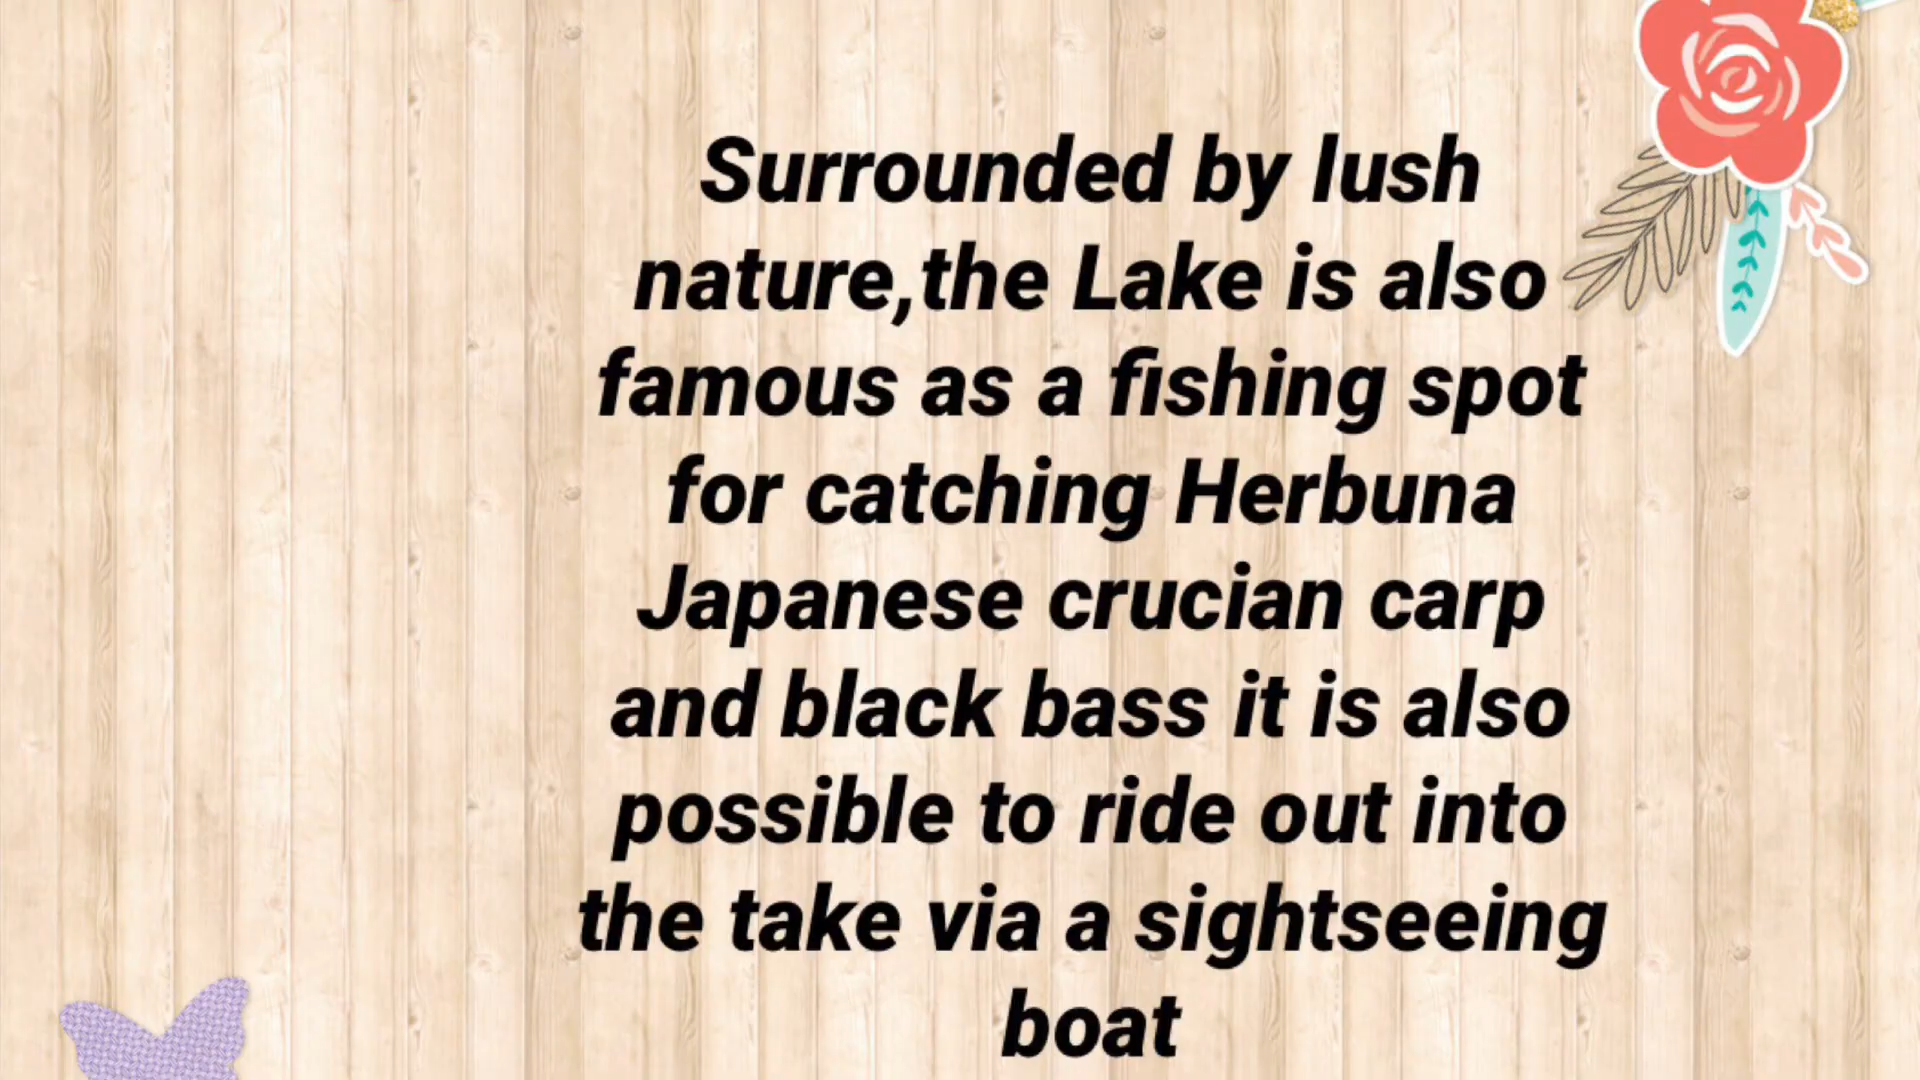 Surrounded by lush
nature,the Lake is also
famous as a fishing spot
for catching Herbuna
Japanese crucian carp
and black bass it is also
possible to ride out into
the take via a sightseeing
boat